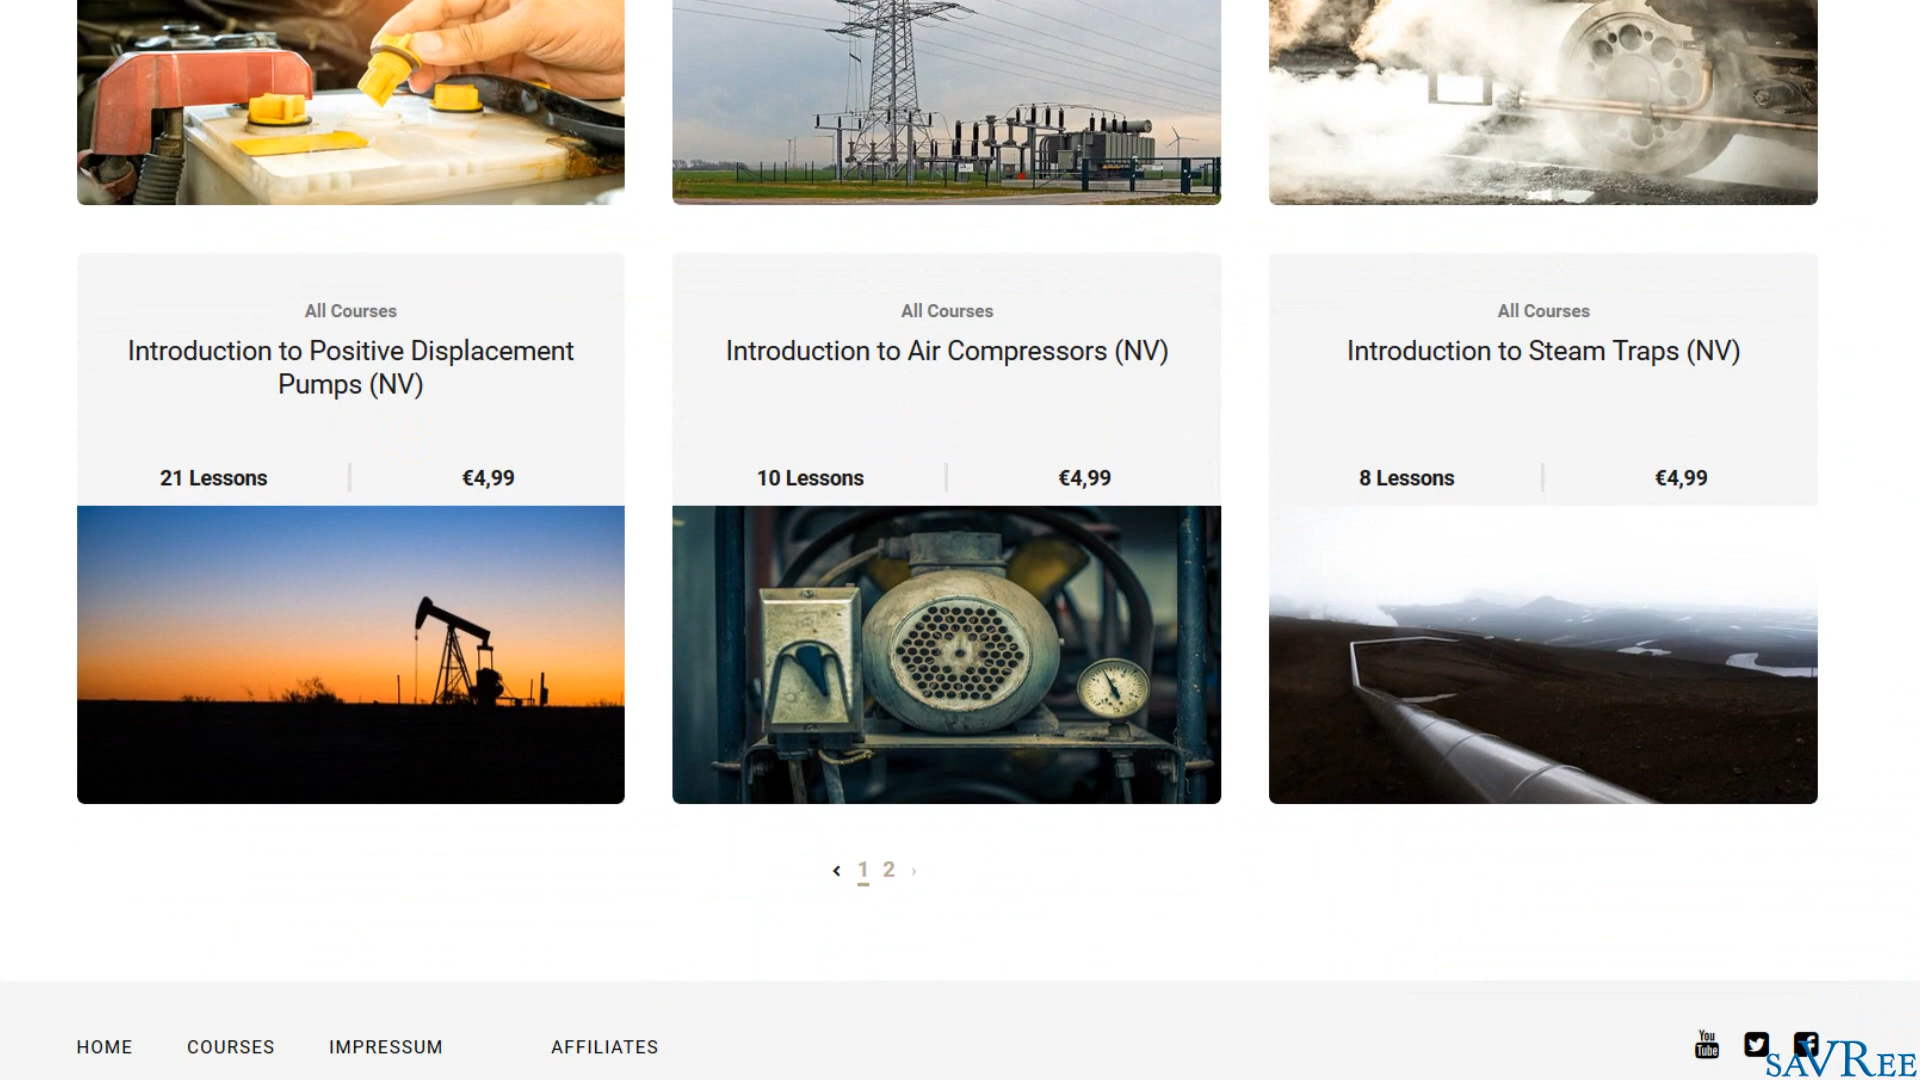 All Courses
Introduction to Positive Displacement
Pumps (NV)
21 Lessons
€4,99
All Courses
Introduction to Air Compressors (NV)
10 Lessons
€4,99
All Courses
Introduction to Steam Traps (NV)
8 Lessons
€4,99
1 2
HOME COURSES IMPRESSUM AFFILIATES
You
Tube
saVRee